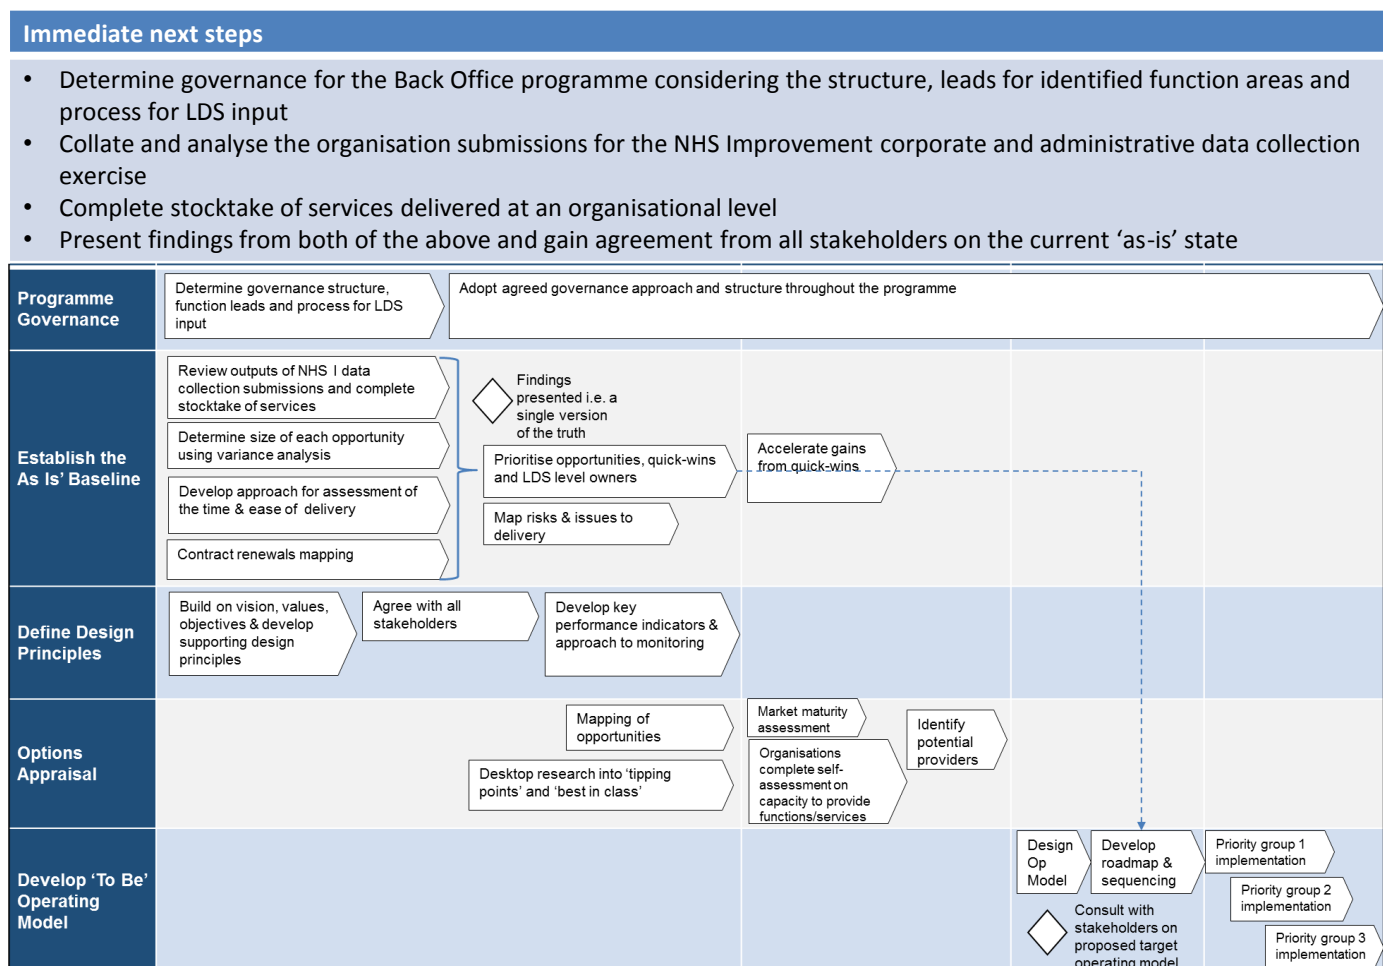 Immediate next steps
• Determine governance for the Back Office programme considering the structure, leads for identified function areas and
process for LDS input
• Collate and analyse the organisation submissions for the NHS Improvement corporate and administrative data collection
exercise
• Complete stocktake of services delivered at an organisational level
• Present findings from both of the above and gain agreement from all stakeholders on the current ‘as-is’ state
Programme
Governance
Determine governance structure,
function leads and process for LDS
input
Adopt agreed governance approach and structure throughout the programme
Establish the
As Is’ Baseline
Review outputs of NHS I data
collection submissions and complete
stocktake of services
Determine size of each opportunity
using variance analysis
Develop approach for assessment of
the time & ease of delivery
Contract renewals mapping
Findings
presented i.e. a
single version
of the truth
Prioritise opportunities, quick-wins
and LDS level owners
Map risks & issues to
delivery
Accelerate gains
from quick-wins
Define Design
Principles
Build on vision, values,
objectives & develop
supporting design
principles
Agree with all
stakeholders
Develop key
performance indicators &
approach to monitoring
Options
Appraisal
Mapping of
opportunities
Desktop research into ‘tipping
points’ and ‘best in class’
Market maturity
assessment
Organisations
complete self-
assessment on
capacity to provide
functions/services
Identify
potential
providers
Develop ‘To Be’
Operating
Model
Design
Op
Model
Develop
roadmap &
sequencing
Consult with
stakeholders on
proposed target
operating model
Priority group 1
implementation
Priority group 2
implementation
Priority group 3
implementation